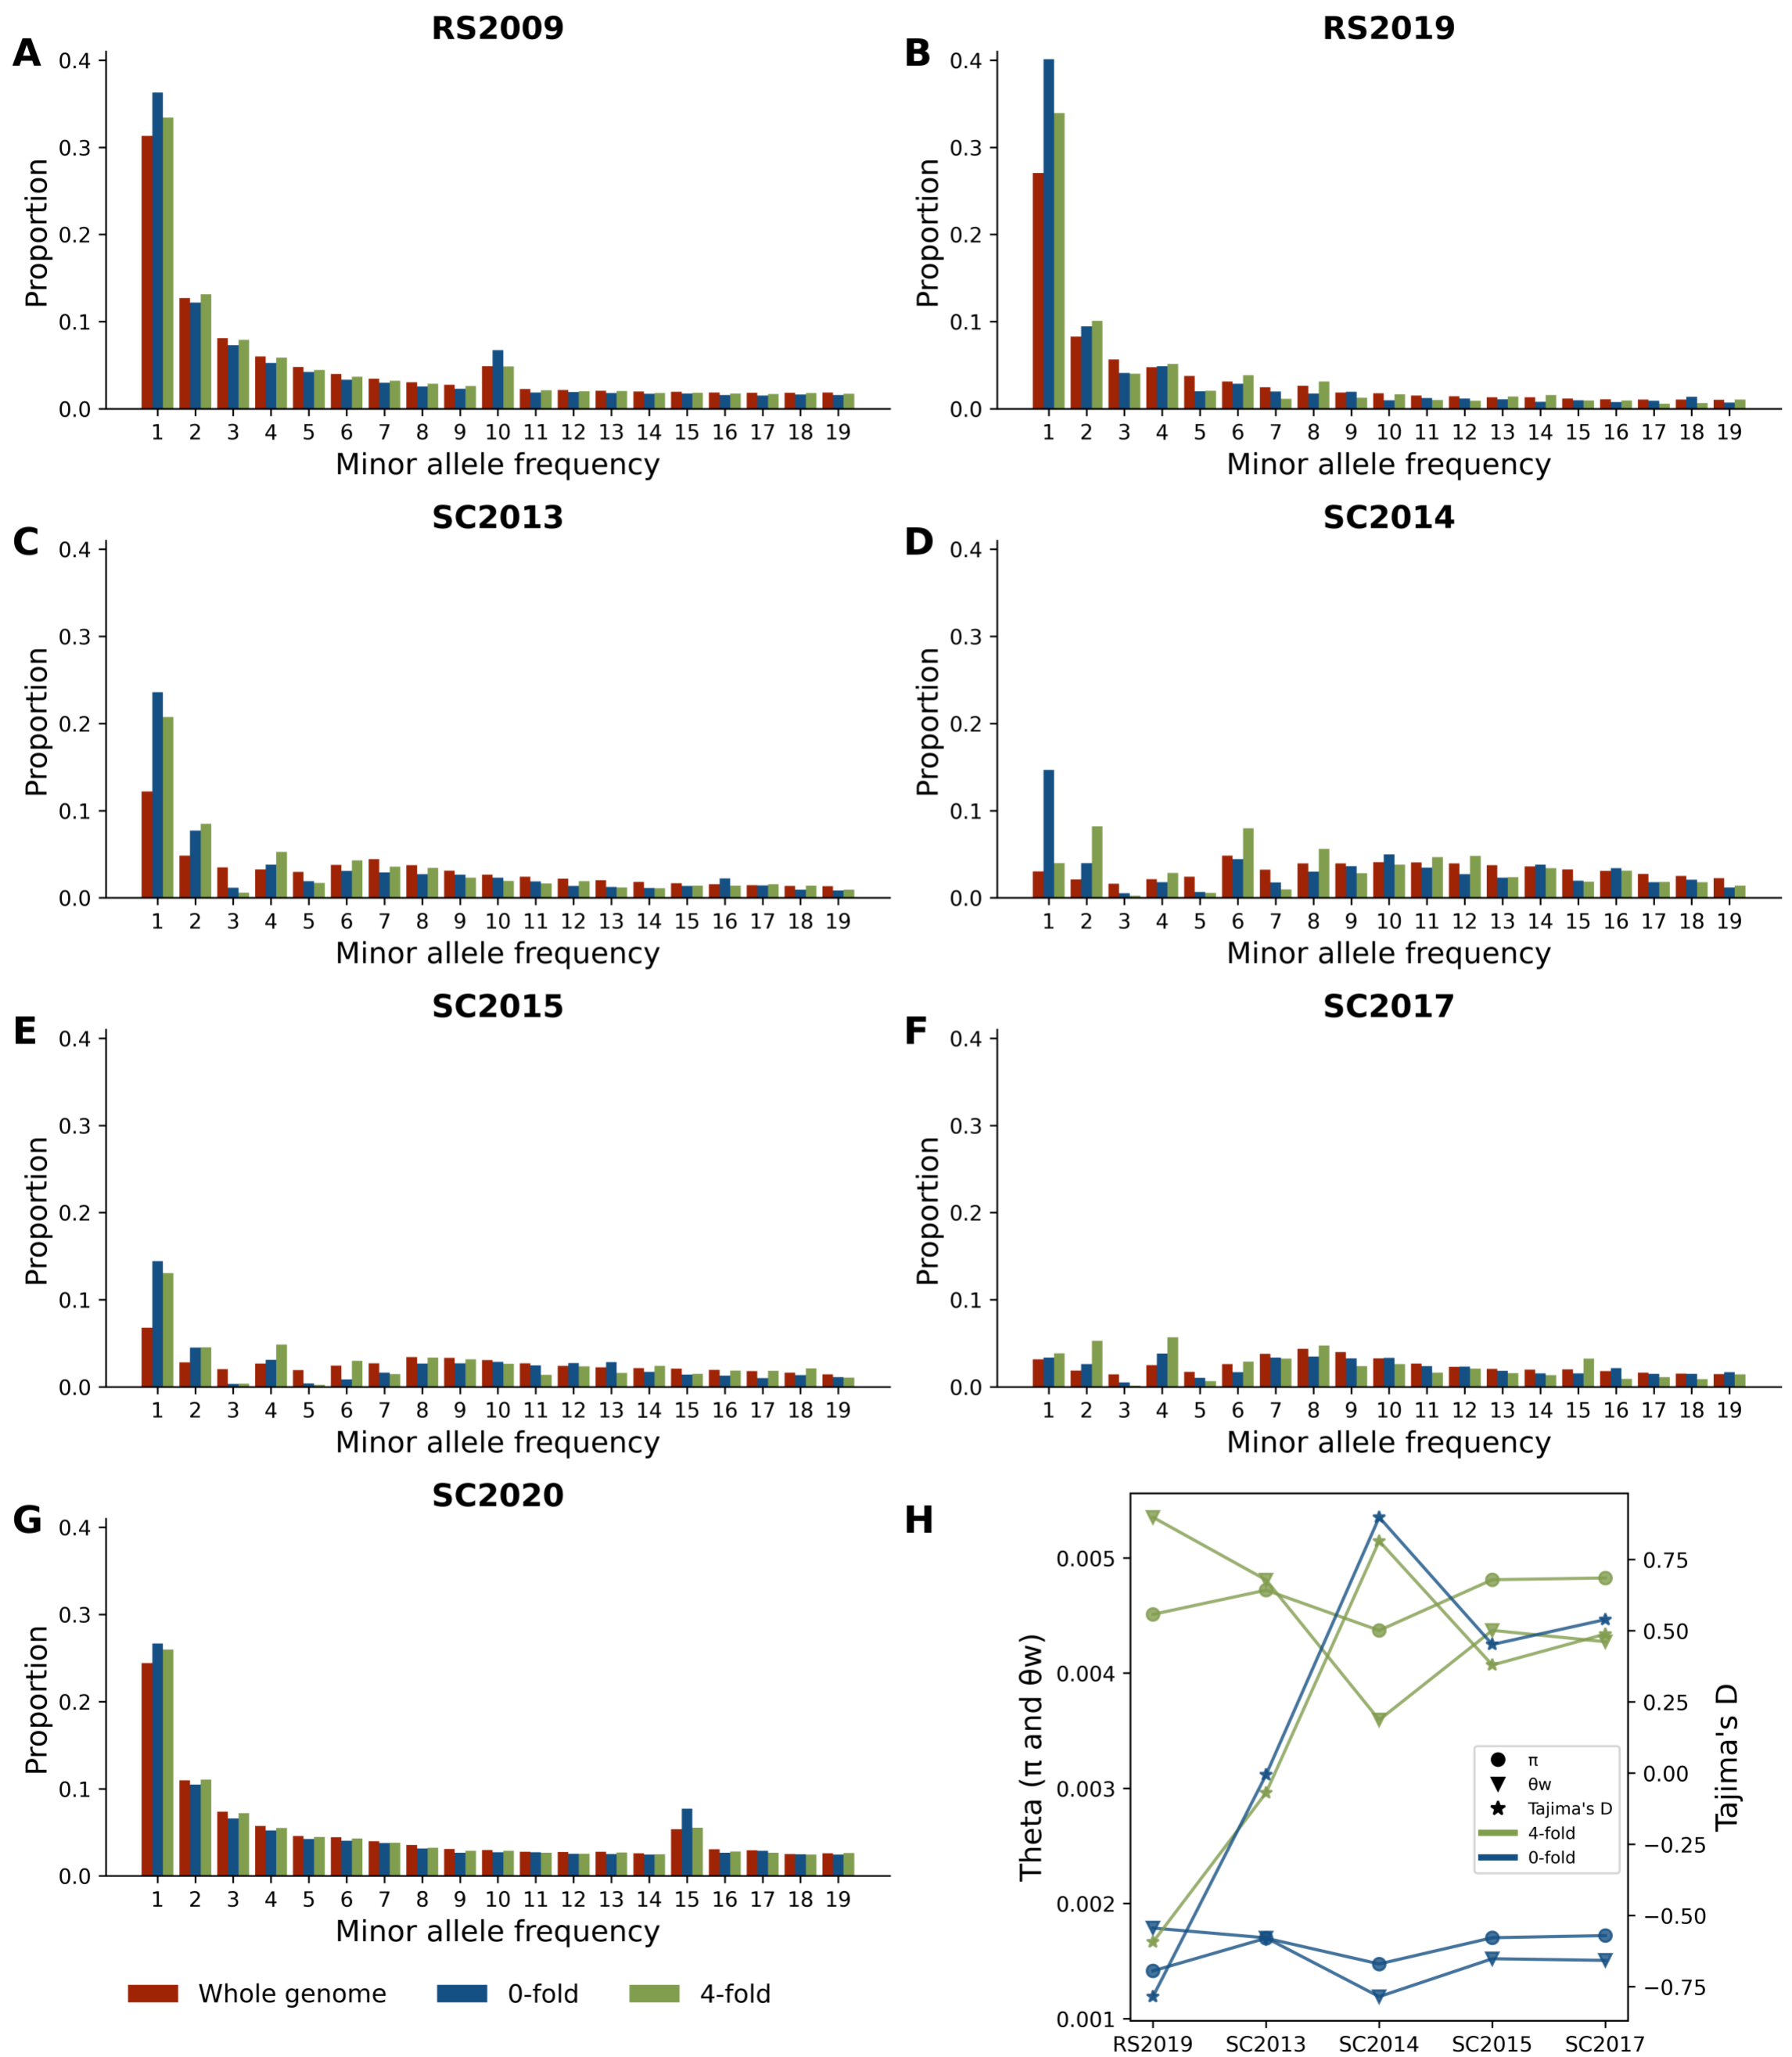 RS2009
A
0.4
0.3
0.2
0.1
0.0
Proportion
1 2 3 4 5 6 7 8 9 10 11 12 13 14 15 16 17 18 19
Minor allele frequency
RS2019
B
0.4
0.3
0.2
0.1
0.0
Proportion
1 2 3 4 5 6 7 8 9 10 11 12 13 14 15 16 17 18 19
Minor allele frequency
SC2013
C
0.4
0.3
0.2
0.1
0.0
Proportion
1 2 3 4 5 6 7 8 9 10 11 12 13 14 15 16 17 18 19
Minor allele frequency
SC2014
D
0.4
0.3
0.2
0.1
0.0
Proportion
1 2 3 4 5 6 7 8 9 10 11 12 13 14 15 16 17 18 19
Minor allele frequency
SC2015
E
0.4
0.3
0.2
0.1
0.0
Proportion
1 2 3 4 5 6 7 8 9 10 11 12 13 14 15 16 17 18 19
Minor allele frequency
SC2017
F
0.4
0.3
0.2
0.1
0.0
Proportion
1 2 3 4 5 6 7 8 9 10 11 12 13 14 15 16 17 18 19
Minor allele frequency
SC2020
G
0.4
0.3
0.2
0.1
0.0
Proportion
1 2 3 4 5 6 7 8 9 10 11 12 13 14 15 16 17 18 19
Minor allele frequency
Whole genome 0-fold 4-fold
H
0.005
0.004
0.003
0.002
0.001
Theta (π and θw)
0.75
0.50
0.25
0.00
−0.25
−0.50
−0.75
Tajima's D
π
θw
Tajima's D
4-fold
0-fold
RS2019 SC2013 SC2014 SC2015 SC2017